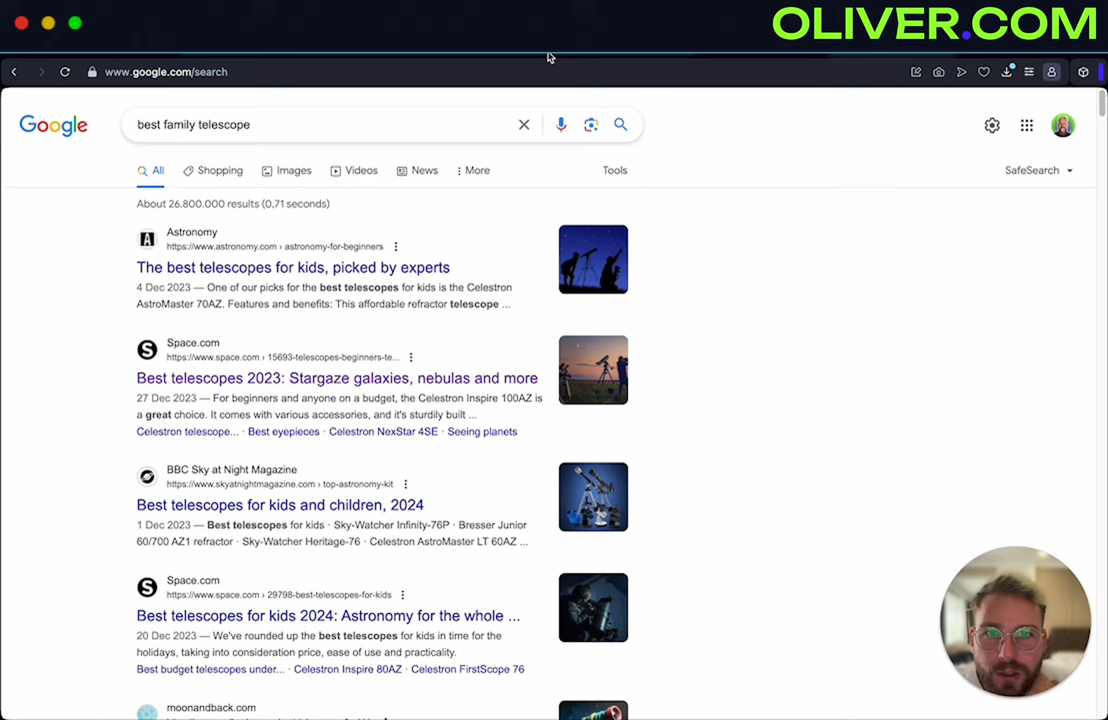 OLIVER.COM
www.google.com/search
Google
best family telescope
All
Shopping
Images
Videos
News
More
Tools
SafeSearch
About 26.800.000 results (0,71 seconds)
A
Astronomy
https://www.astronomy.com › astronomy-for-beginners
The best telescopes for kids, picked by experts
4 Dec 2023 — One of our picks for the best telescopes for kids is the Celestron
AstroMaster 70AZ. Features and benefits: This affordable refractor telescope ...
S
Space.com
https://www.space.com › 15693-telescopes-beginners-te...
Best telescopes 2023: Stargaze galaxies, nebulas and more
27 Dec 2023 — For beginners and anyone on a budget, the Celestron Inspire 100AZ is
a great choice. It comes with various accessories, and it's sturdily built ...
Celestron telescope... · Best eyepieces · Celestron NexStar 4SE · Seeing planets
BBC Sky at Night Magazine
https://www.skyatnightmagazine.com › top-astronomy-kit
Best telescopes for kids and children, 2024
1 Dec 2023 — Best telescopes for kids · Sky-Watcher Infinity-76P · Bresser Junior
60/700 AZ1 refractor · Sky-Watcher Heritage-76 · Celestron AstroMaster LT 60AZ ...
S
Space.com
https://www.space.com › 29798-best-telescopes-for-kids
Best telescopes for kids 2024: Astronomy for the whole ...
20 Dec 2023 — We've rounded up the best telescopes for kids in time for the
holidays, taking into consideration price, ease of use and practicality.
Best budget telescopes under... · Celestron Inspire 80AZ · Celestron FirstScope 76
moonandback.com